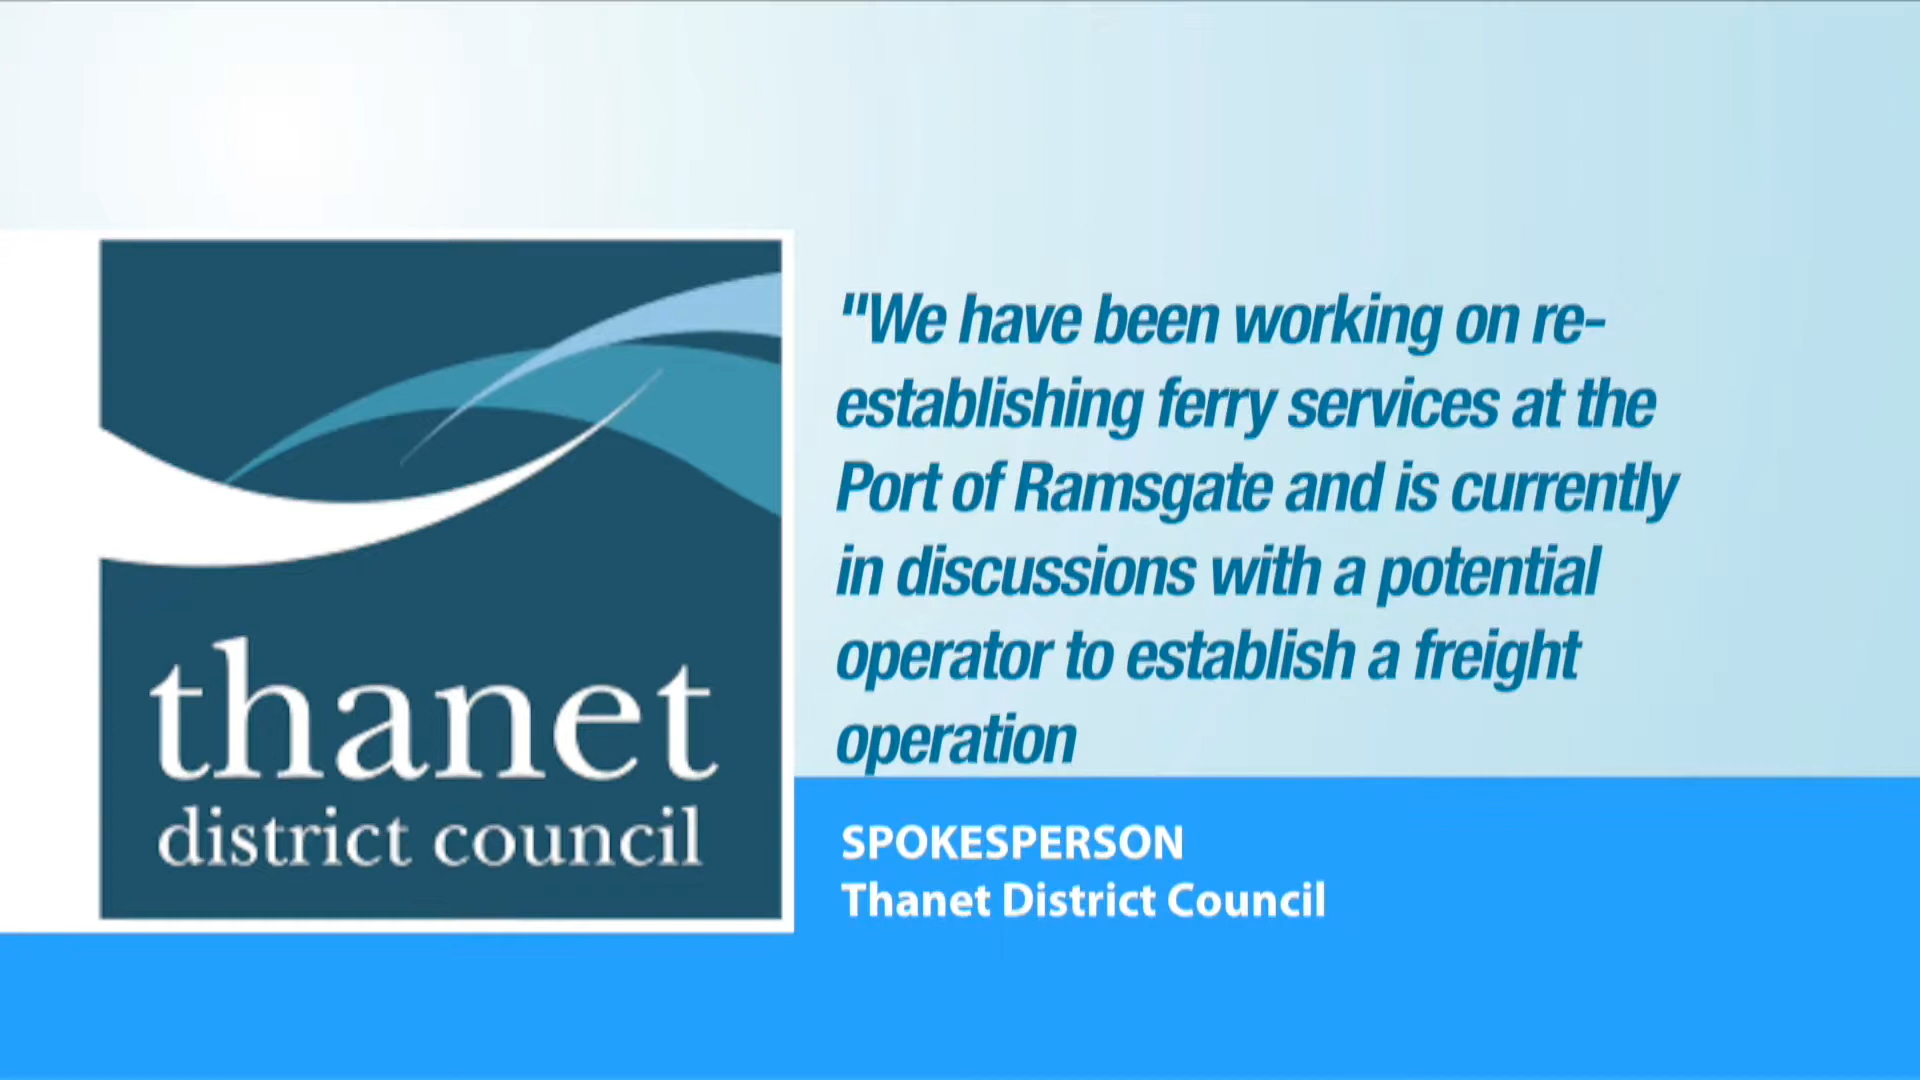 thanet
district council
"We have been working on re-
establishing ferry services at the
Port of Ramsgate and is currently
in discussions with a potential
operator to establish a freight
operation
SPOKESPERSON
Thanet District Council